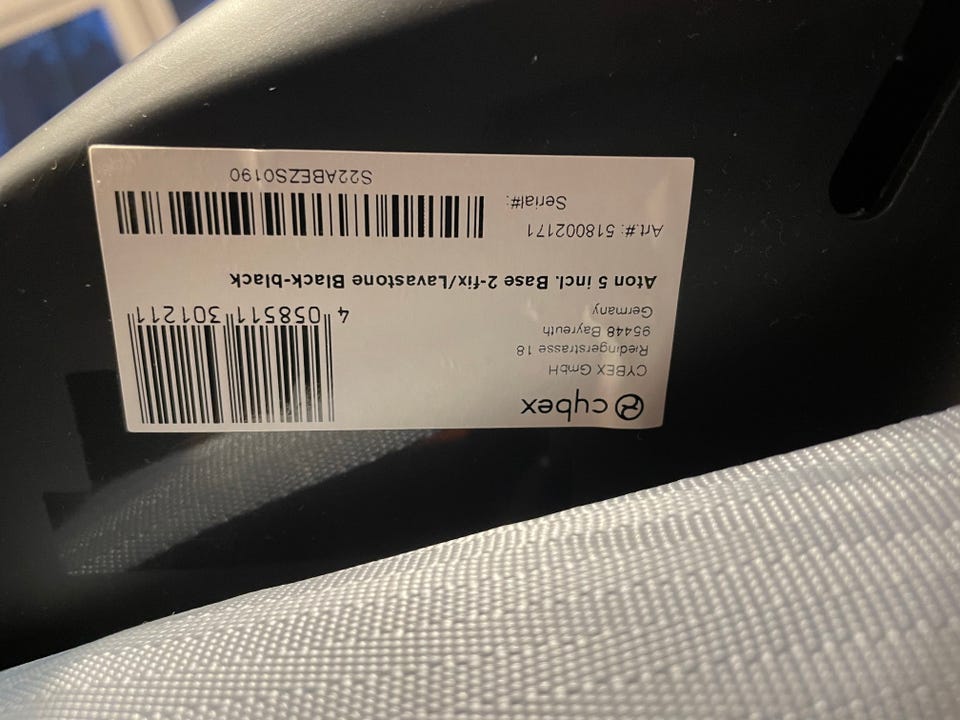 cybex
CYBEX GmbH
Riedingerstrasse 18
95448 Bayreuth
Germany
4 058511 301211
Aton 5 incl. Base 2-fix/Lavastone Black-black
Art.#: 518002171
Serial#:
S22ABEZS0190